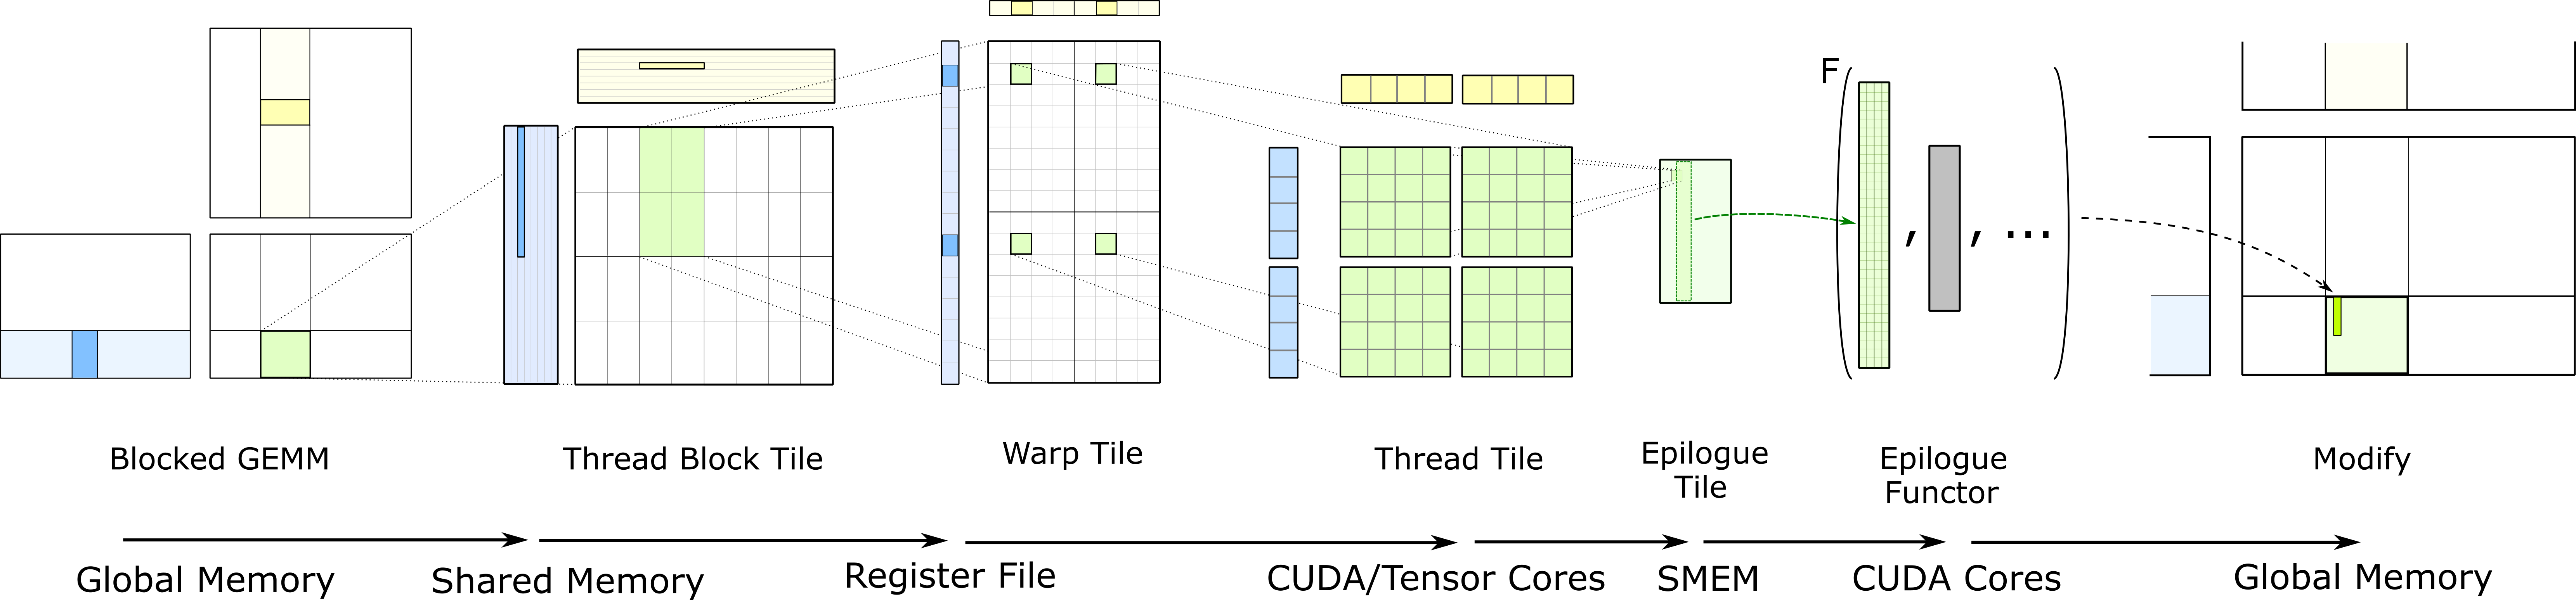 F
, , ...
Blocked GEMM
Thread Block Tile
Warp Tile
Thread Tile
Epilogue
Tile
Epilogue
Functor
Modify
Global Memory
Shared Memory
Register File
CUDA/Tensor Cores
SMEM
CUDA Cores
Global Memory